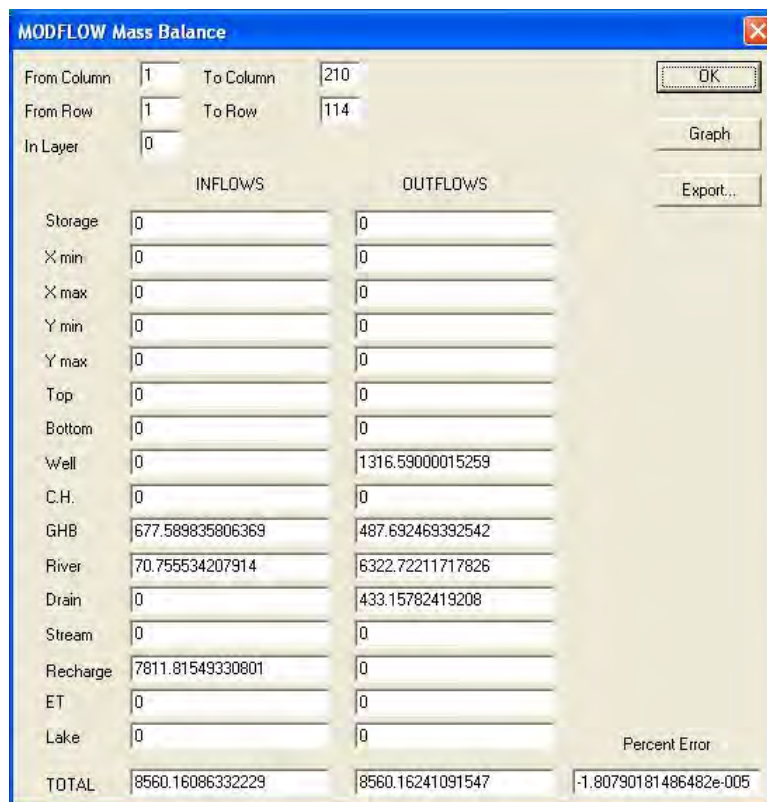 MODFLOW Mass Balance
From Column 1 To Column 210 OK
From Row 1 To Row 114
In Layer 0 Graph
INFLOWS OUTFLOWS Export...
Storage 0 0
X min 0 0
X max 0 0
Y min 0 0
Y max 0 0
Top 0 0
Bottom 0 0
Well 0 1316.59000015259
C.H. 0 0
GHB 677.589835806369 487.692469392542
River 70.755534207914 6322.72211717826
Drain 0 433.15782419208
Stream 0 0
Recharge 7811.81549330801 0
ET 0 0
Lake 0 0
Percent Error
TOTAL 8560.16086332229 8560.16241091547 -1.80790181486482e-005